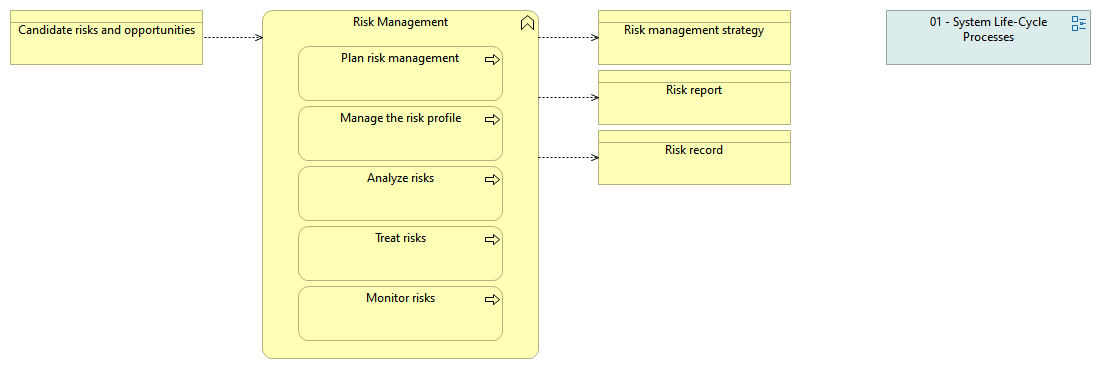 Candidate risks and opportunities
Risk Management
Plan risk management
Manage the risk profile
Analyze risks
Treat risks
Monitor risks
Risk management strategy
Risk report
Risk record
01 - System Life-Cycle
Processes